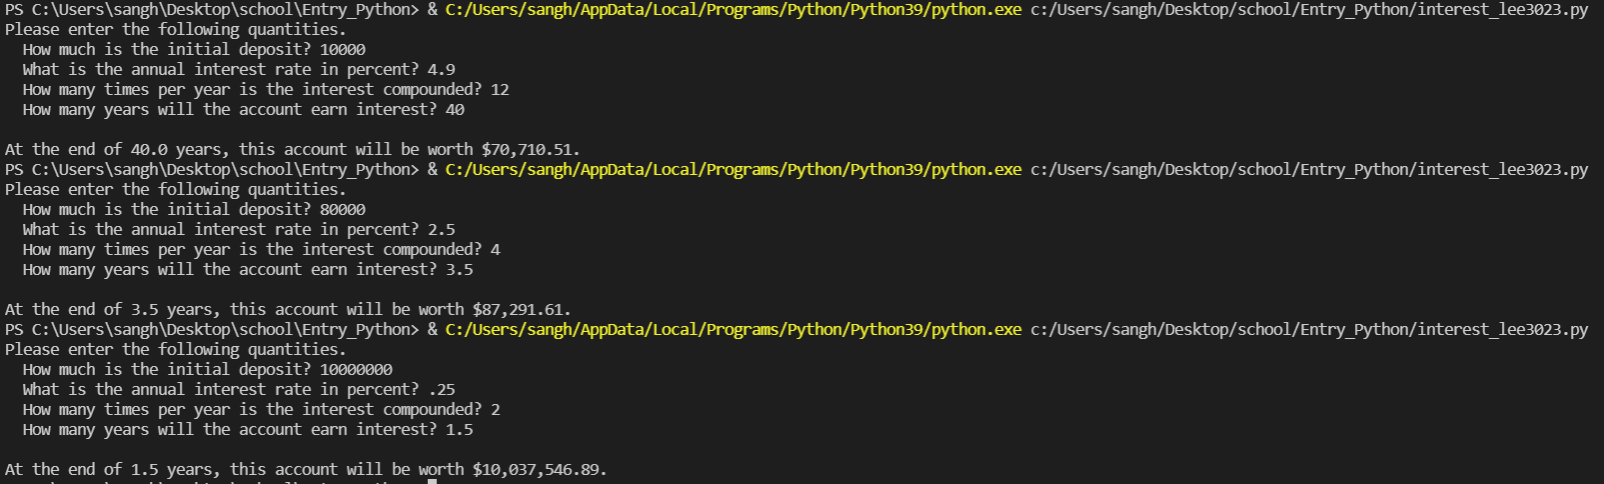 PS C:\Users\sangh\Desktop\school\Entry_Python> & C:/Users/sangh/AppData/Local/Programs/Python/Python39/python.exe c:/Users/sangh/Desktop/school/Entry_Python/interest_lee3023.py
Please enter the following quantities.
  How much is the initial deposit? 10000
  What is the annual interest rate in percent? 4.9
  How many times per year is the interest compounded? 12
  How many years will the account earn interest? 40

At the end of 40.0 years, this account will be worth $70,710.51.
PS C:\Users\sangh\Desktop\school\Entry_Python> & C:/Users/sangh/AppData/Local/Programs/Python/Python39/python.exe c:/Users/sangh/Desktop/school/Entry_Python/interest_lee3023.py
Please enter the following quantities.
  How much is the initial deposit? 80000
  What is the annual interest rate in percent? 2.5
  How many times per year is the interest compounded? 4
  How many years will the account earn interest? 3.5

At the end of 3.5 years, this account will be worth $87,291.61.
PS C:\Users\sangh\Desktop\school\Entry_Python> & C:/Users/sangh/AppData/Local/Programs/Python/Python39/python.exe c:/Users/sangh/Desktop/school/Entry_Python/interest_lee3023.py
Please enter the following quantities.
  How much is the initial deposit? 10000000
  What is the annual interest rate in percent? .25
  How many times per year is the interest compounded? 2
  How many years will the account earn interest? 1.5

At the end of 1.5 years, this account will be worth $10,037,546.89.